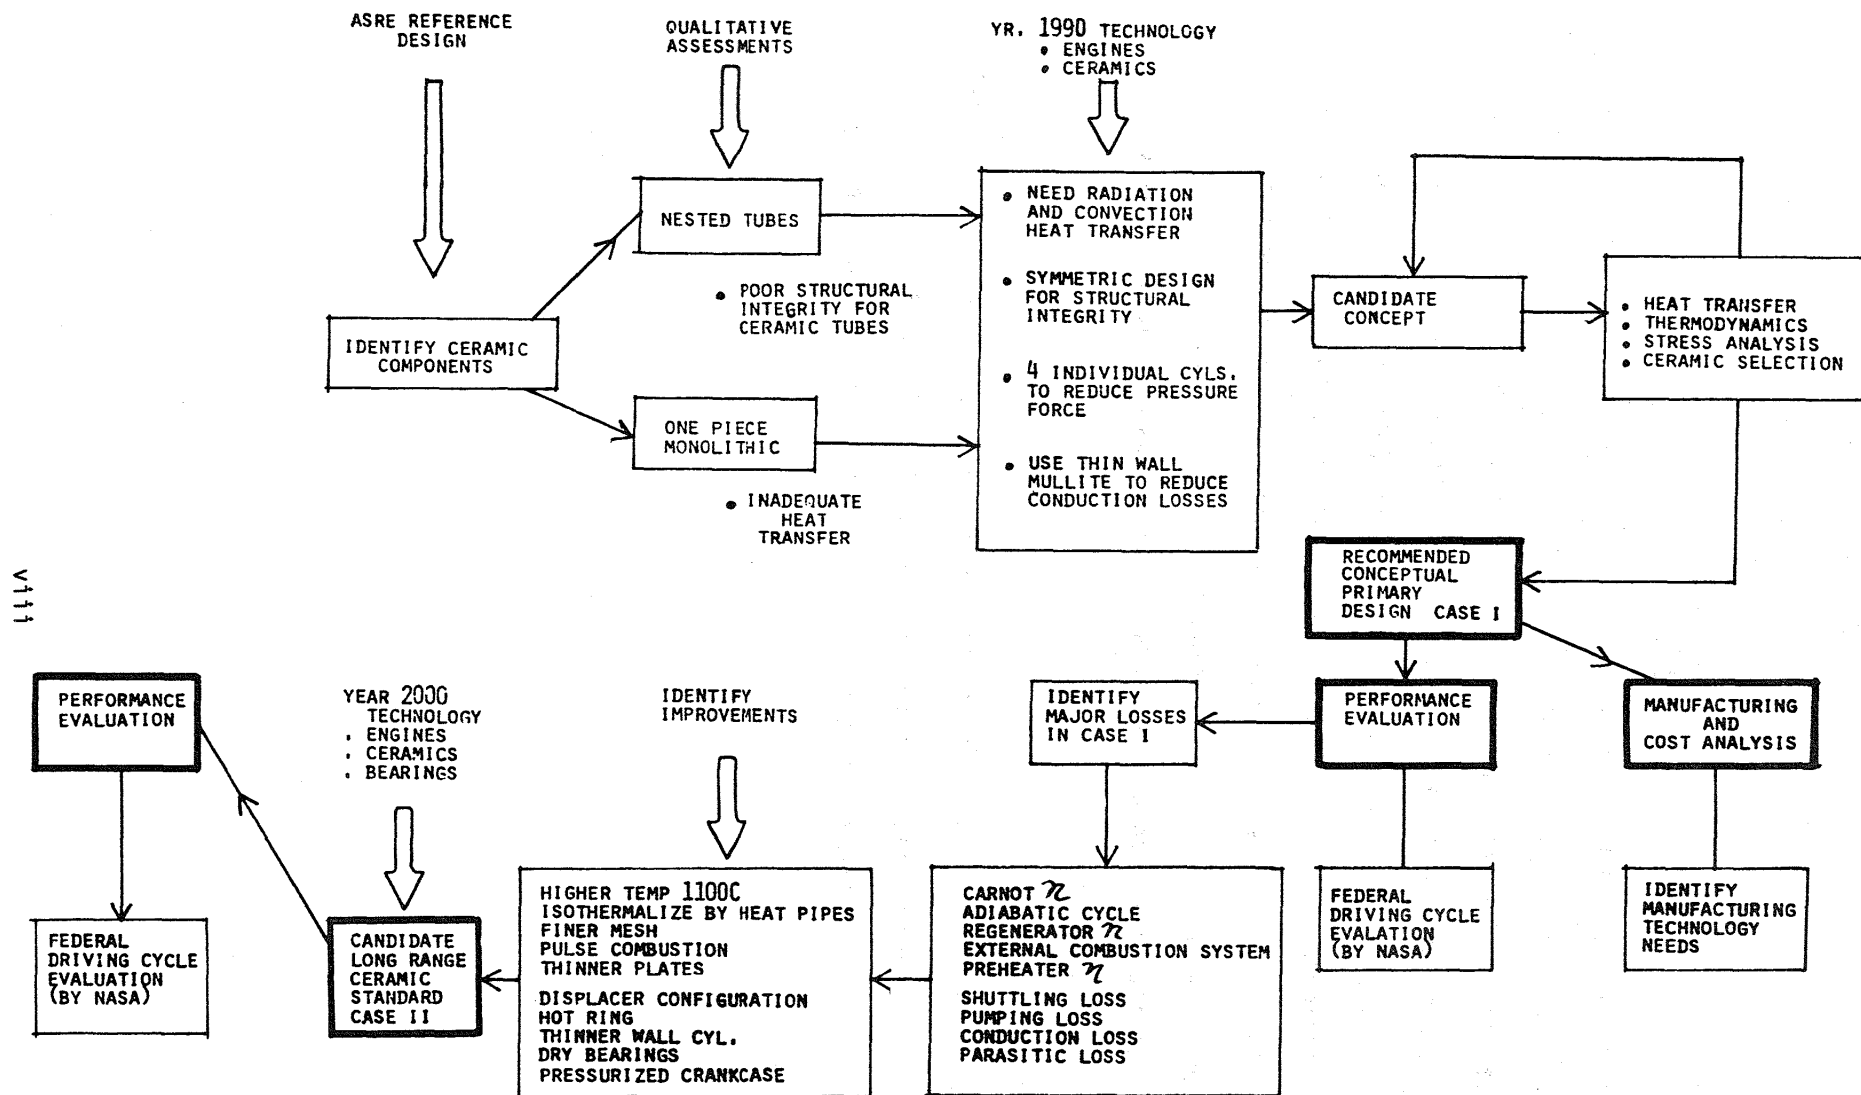 ASRE REFERENCE
DESIGN
QUALITATIVE
ASSESSMENTS
YR. 1990 TECHNOLOGY
• ENGINES
• CERAMICS
NESTED TUBES
• POOR STRUCTURAL
INTEGRITY FOR
CERAMIC TUBES
IDENTIFY CERAMIC
COMPONENTS
ONE PIECE
MONOLITHIC
• INADEQUATE
HEAT
TRANSFER
• NEED RADIATION
AND CONVECTION
HEAT TRANSFER
• SYMMETRIC DESIGN
FOR STRUCTURAL
INTEGRITY
• 4 INDIVIDUAL CYLS.
TO REDUCE PRESSURE
FORCE
• USE THIN WALL
MULLITE TO REDUCE
CONDUCTION LOSSES
CANDIDATE
CONCEPT
• HEAT TRANSFER
• THERMODYNAMICS
• STRESS ANALYSIS
• CERAMIC SELECTION
RECOMMENDED
CONCEPTUAL
PRIMARY
DESIGN CASE I
viii
PERFORMANCE
EVALUATION
YEAR 2000
TECHNOLOGY
. ENGINES
. CERAMICS
. BEARINGS
IDENTIFY
IMPROVEMENTS
IDENTIFY
MAJOR LOSSES
IN CASE I
PERFORMANCE
EVALUATION
MANUFACTURING
AND
COST ANALYSIS
FEDERAL
DRIVING CYCLE
EVALUATION
(BY NASA)
CANDIDATE
LONG RANGE
CERAMIC
STANDARD
CASE II
HIGHER TEMP 1100C
ISOTHERMALIZE BY HEAT PIPES
FINER MESH
PULSE COMBUSTION
THINNER PLATES
DISPLACER CONFIGURATION
HOT RING
THINNER WALL CYL.
DRY BEARINGS
PRESSURIZED CRANKCASE
CARNOT η
ADIABATIC CYCLE
REGENERATOR η
EXTERNAL COMBUSTION SYSTEM
PREHEATER η
SHUTTLING LOSS
PUMPING LOSS
CONDUCTION LOSS
PARASITIC LOSS
FEDERAL
DRIVING CYCLE
EVALATION
(BY NASA)
IDENTIFY
MANUFACTURING
TECHNOLOGY
NEEDS